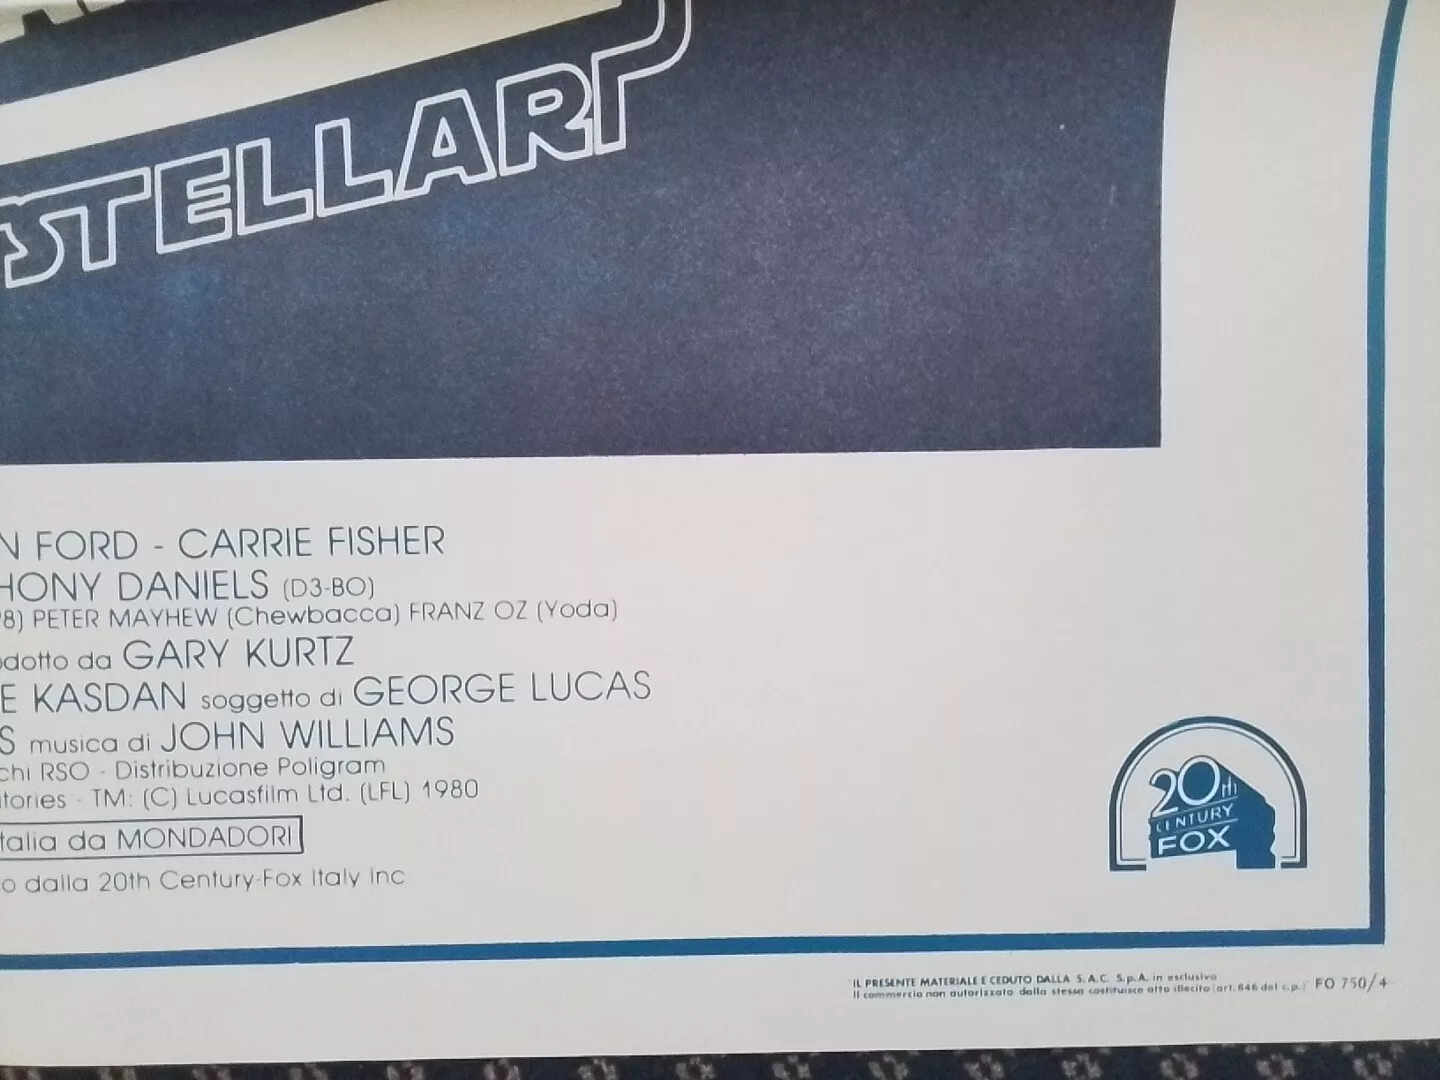 STELLARI
N FORD - CARRIE FISHER
HONY DANIELS (D3-BO)
8) PETER MAYHEW (Chewbacca) FRANZ OZ (Yoda)
dotto da GARY KURTZ
E KASDAN soggetto di GEORGE LUCAS
S musica di JOHN WILLIAMS
chi RSO - Distribuzione Poligram
tories - TM: (C) Lucasfilm Ltd. (LFL) 1980
talia da MONDADORI
o dalla 20th Century-Fox Italy Inc
20th
CENTURY
FOX
"IL PRESENTE MATERIALE E CEDUTO DALLA S.A.C. S.p.A. in esclusiva
Il commercio non autorizzato dalla stessa costituisce atto illecito (art. 646 del c.p.)" FO 750/4